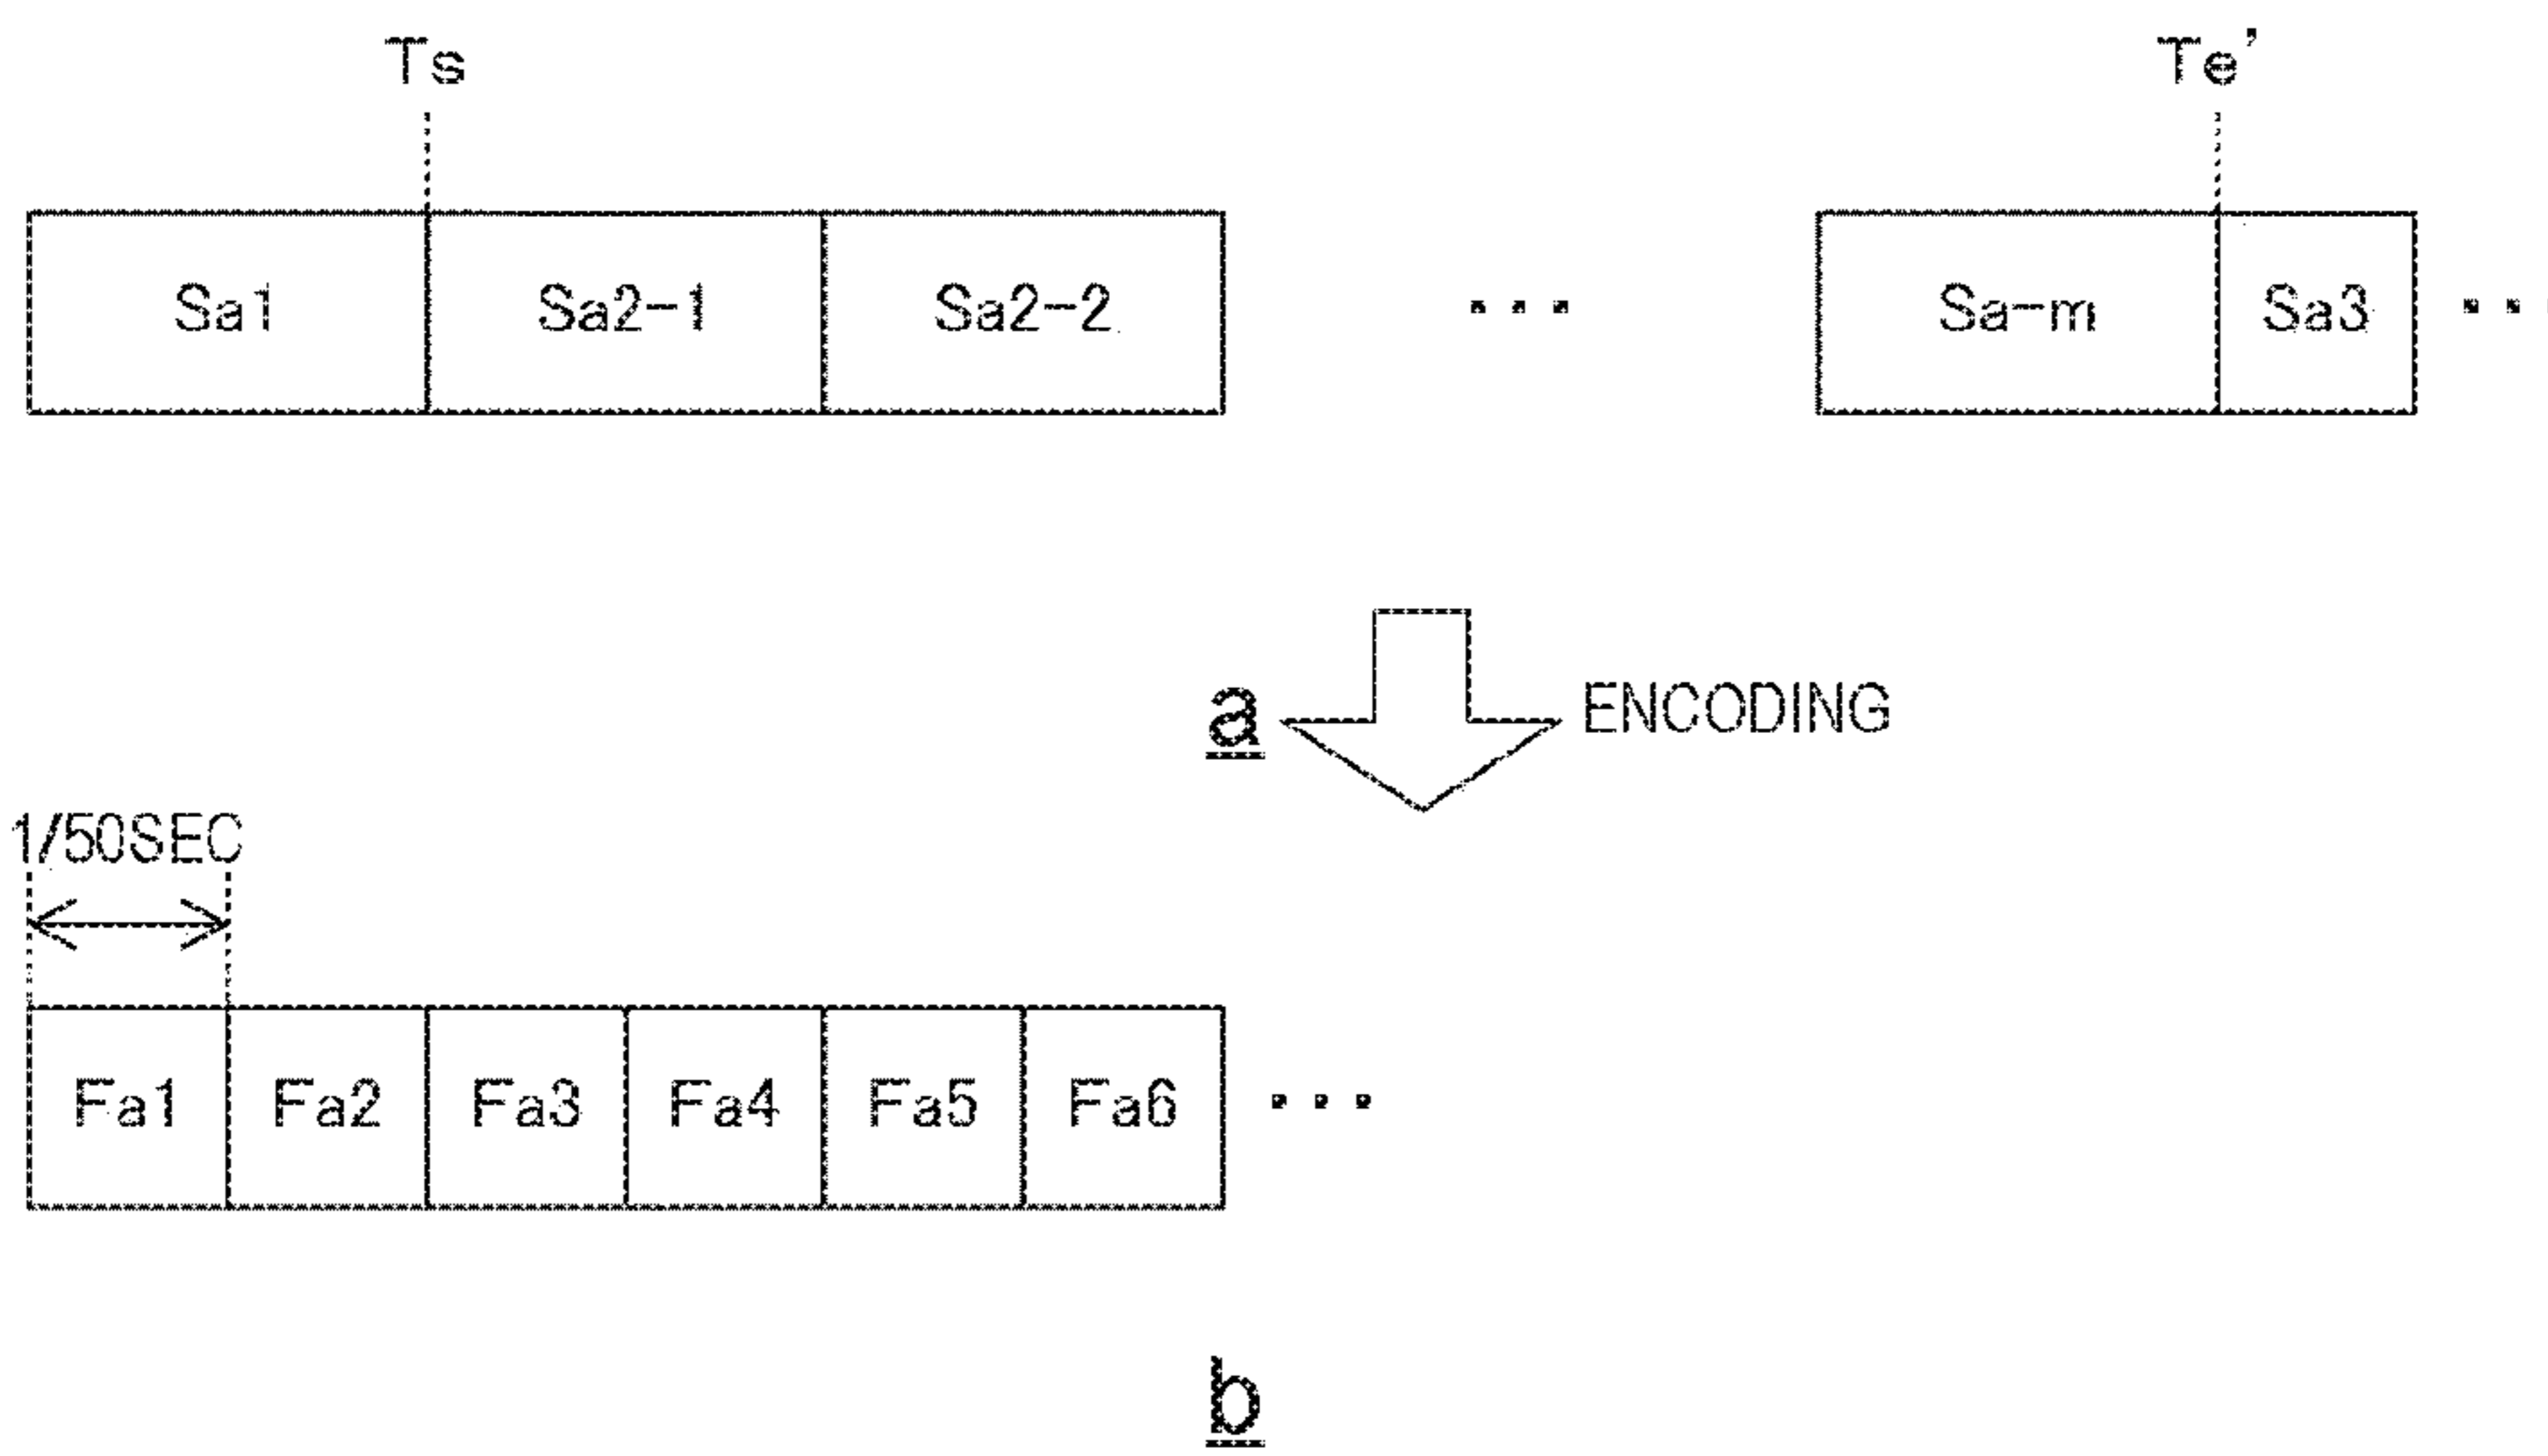 Ts Te'
Sa1 Sa2-1 Sa2-2 ... Sa-m Sa3 ...
a ENCODING
1/50SEC
Fa1 Fa2 Fa3 Fa4 Fa5 Fa6 ...
b